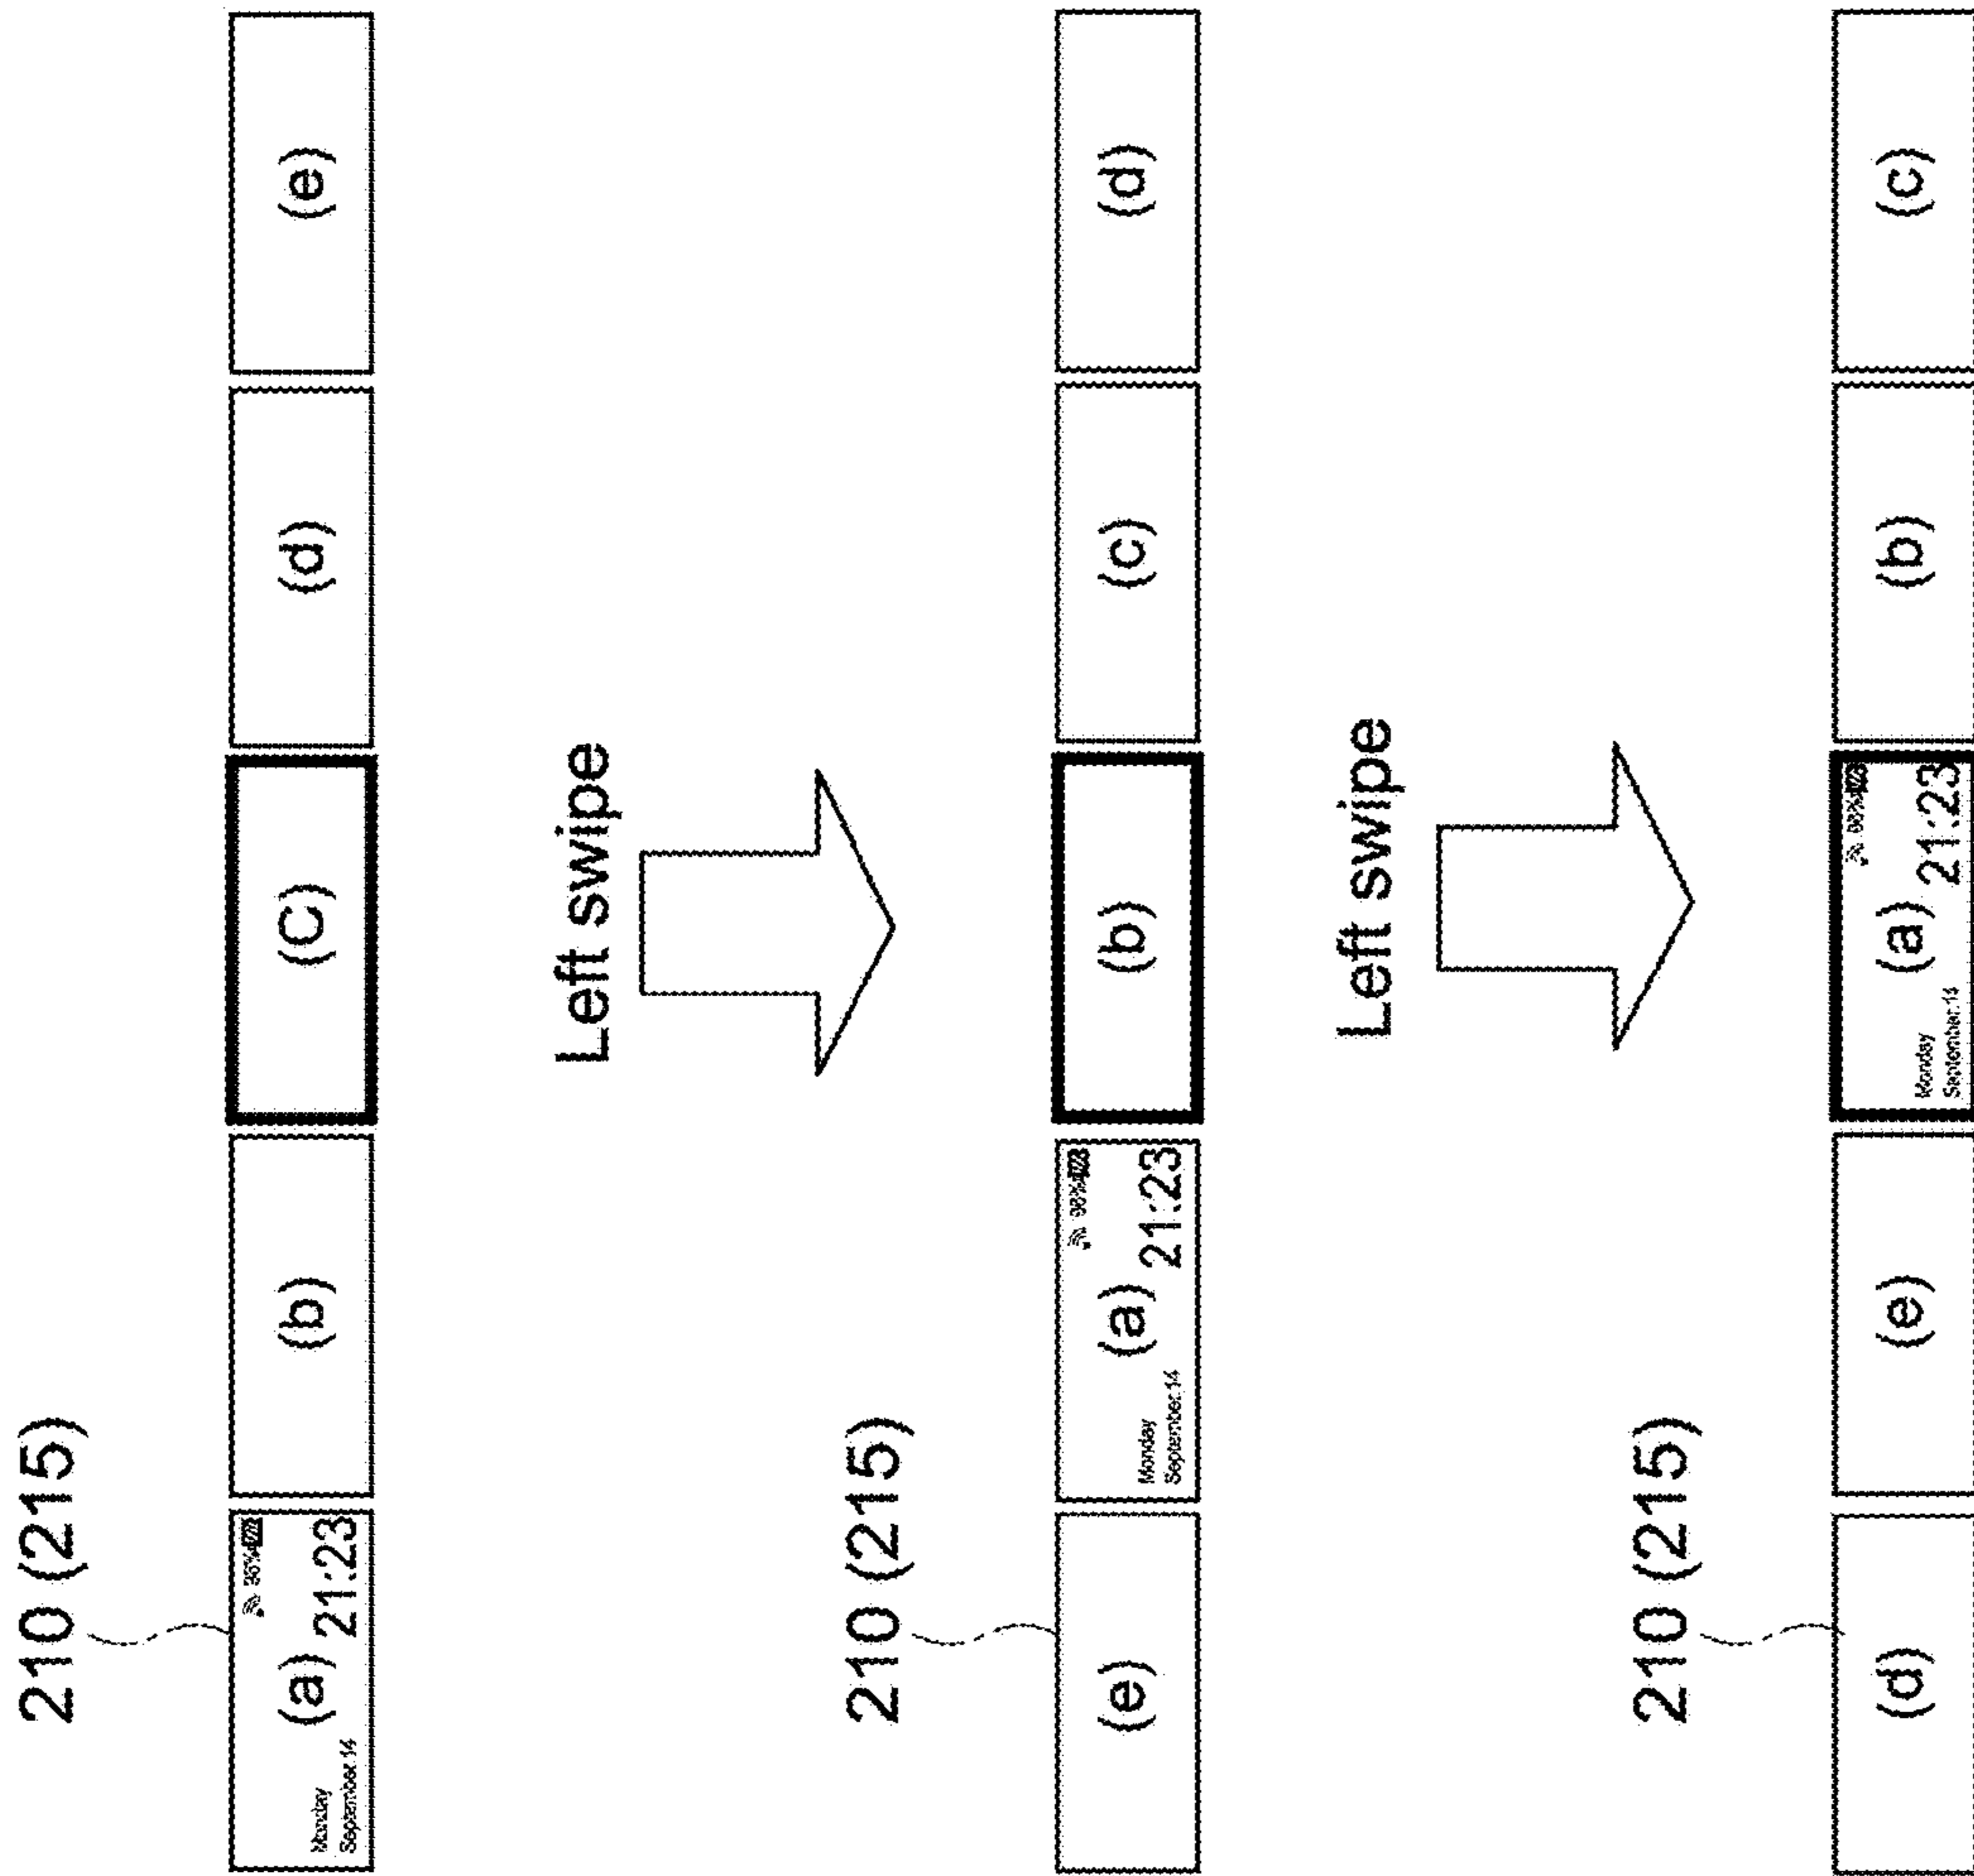 210 (215)
Monday
September 14
(a)
21:23
(b)
(C)
(d)
(e)
Left swipe
210 (215)
(e)
Monday
September 14
(a)
21:23
(b)
(c)
(d)
Left swipe
210 (215)
(d)
(e)
Monday
September 14
(a)
21:23
(b)
(c)